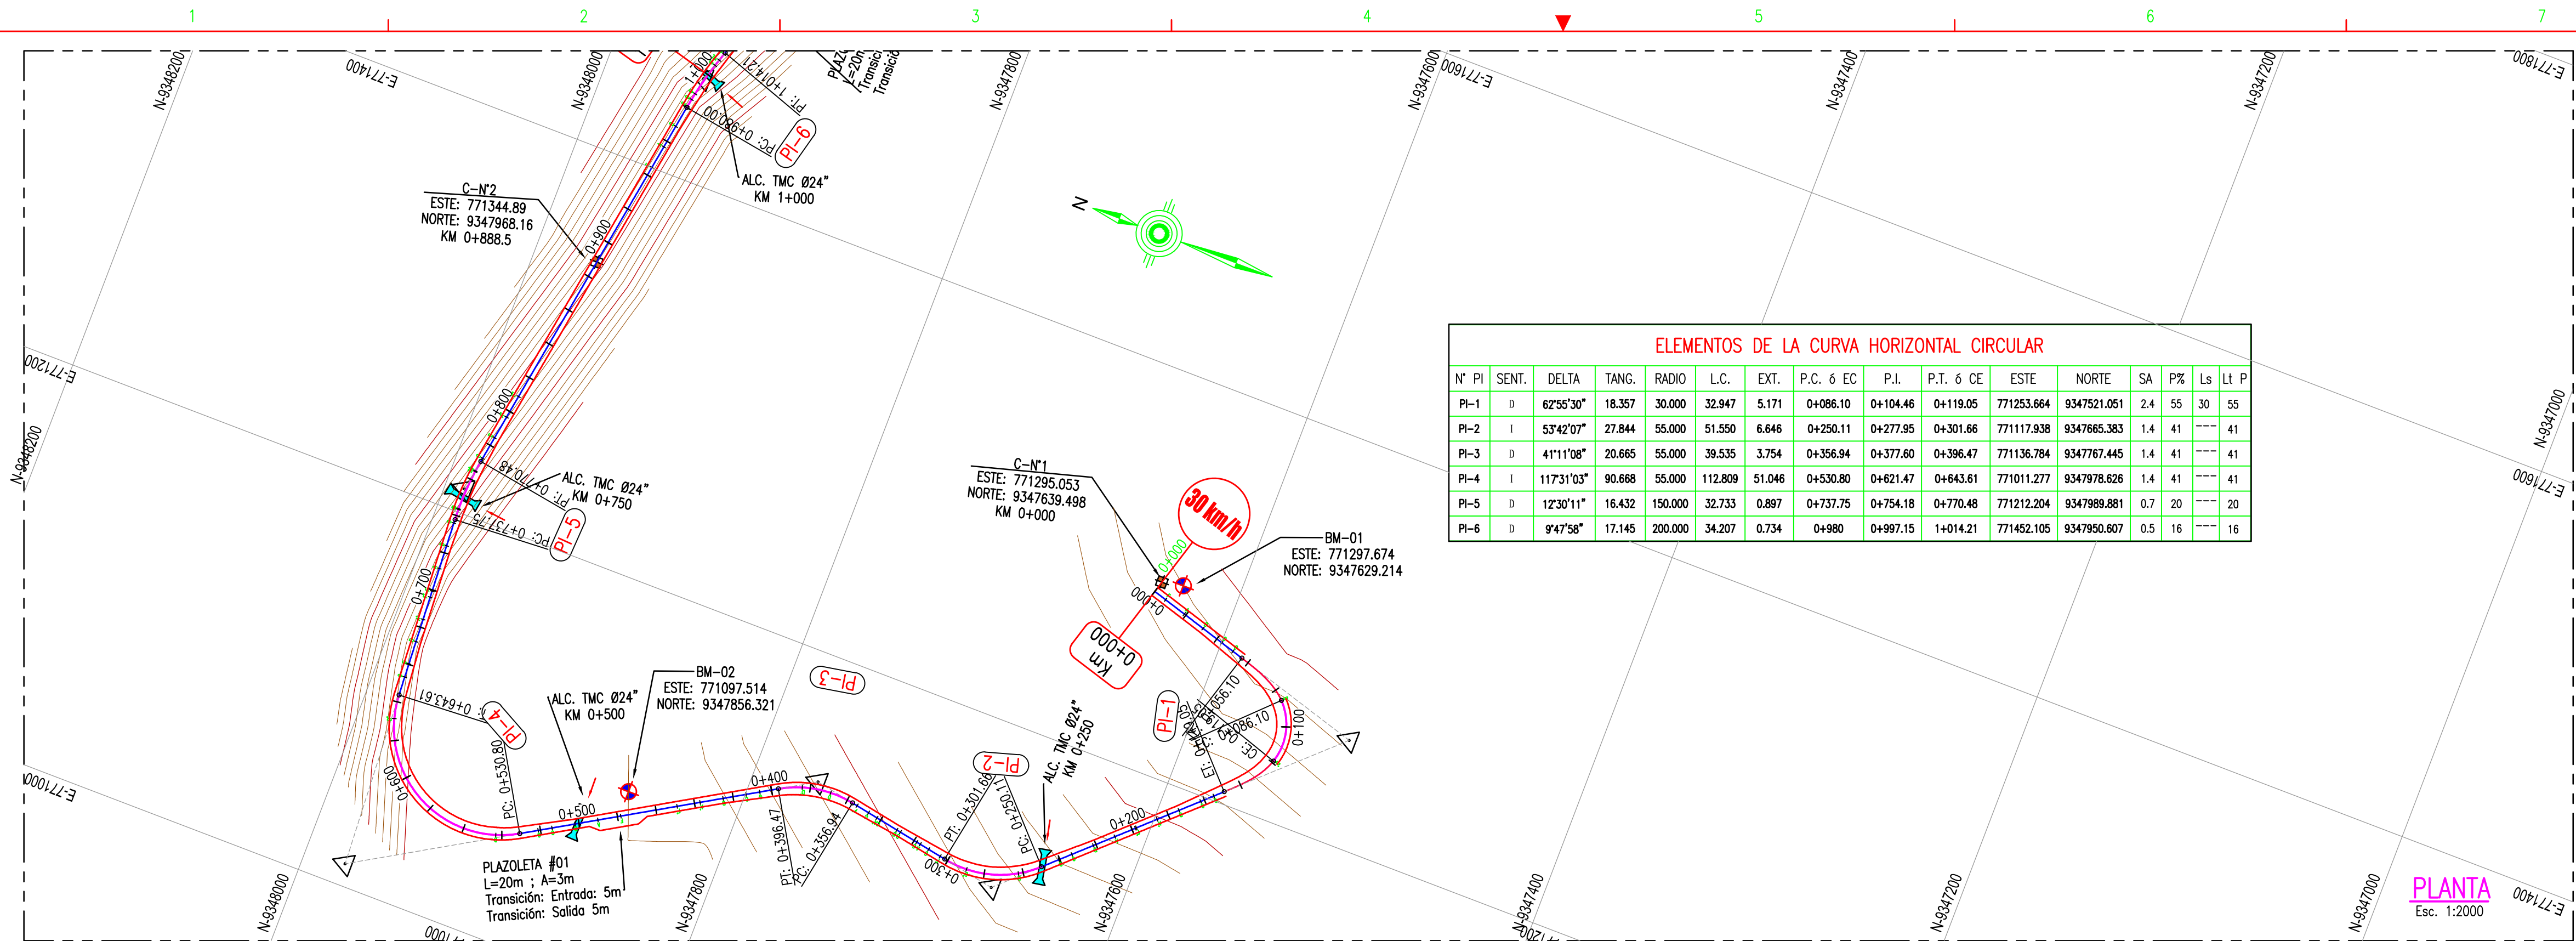 1 2 3 4 5 6 7
N-9348200
E-771400
N-9348000
N-9347800
N-9347600
E-771600
N-9347400
N-9347200
E-771800
1+000
PT: 1+014.21
PC: 0+980.00
PI-6
L=20m
ALC. TMC Ø24"
KM 1+000
C-N°2
ESTE: 771344.89
NORTE: 9347968.16
KM 0+888.5
0+900
N
E-771200
0+800
PT: 0+770.48
ALC. TMC Ø24"
KM 0+750
PC: 0+737.75
PI-5
N-9348200
0+700
C-N°1
ESTE: 771295.053
NORTE: 9347639.498
KM 0+000
30 km/h
0+000
0+000
Km
0+000
BM-01
ESTE: 771297.674
NORTE: 9347629.214
ELEMENTOS DE LA CURVA HORIZONTAL CIRCULAR
N° PI SENT. DELTA TANG. RADIO L.C. EXT. P.C. ó EC P.I. P.T. ó CE ESTE NORTE SA P% Ls Lt P
PI-1 D 62°55'30" 18.357 30.000 32.947 5.171 0+086.10 0+104.46 0+119.05 771253.664 9347521.051 2.4 55 30 55
PI-2 I 53°42'07" 27.844 55.000 51.550 6.646 0+250.11 0+277.95 0+301.66 771117.938 9347665.383 1.4 41 --- 41
PI-3 D 41°11'08" 20.665 55.000 39.535 3.754 0+356.94 0+377.60 0+396.47 771136.784 9347767.445 1.4 41 --- 41
PI-4 I 117°31'03" 90.668 55.000 112.809 51.046 0+530.80 0+621.47 0+643.61 771011.277 9347978.626 1.4 41 --- 41
PI-5 D 12°30'11" 16.432 150.000 32.733 0.897 0+737.75 0+754.18 0+770.48 771212.204 9347989.881 0.7 20 --- 20
PI-6 D 9°47'58" 17.145 200.000 34.207 0.734 0+980 0+997.15 1+014.21 771452.105 9347950.607 0.5 16 --- 16
N-9347000
E-771600
: 0+643.61
PI-4
ALC. TMC Ø24"
KM 0+500
BM-02
ESTE: 771097.514
NORTE: 9347856.321
PI-3
PI-1
0+086.10
0+100
PI-2
ALC. TMC Ø24"
KM 0+250
PC: 0+530.80
0+600
0+500
0+400
PT: 0+396.47
PC: 0+356.94
PT: 0+301.66
0+300
PC: 0+250.11
0+200
E-771000
PLAZOLETA #01
L=20m ; A=3m
Transición: Entrada: 5m
Transición: Salida 5m
N-9348000
N-9347800
N-9347600
N-9347400
N-9347200
N-9347000
E-771400
PLANTA
Esc. 1:2000